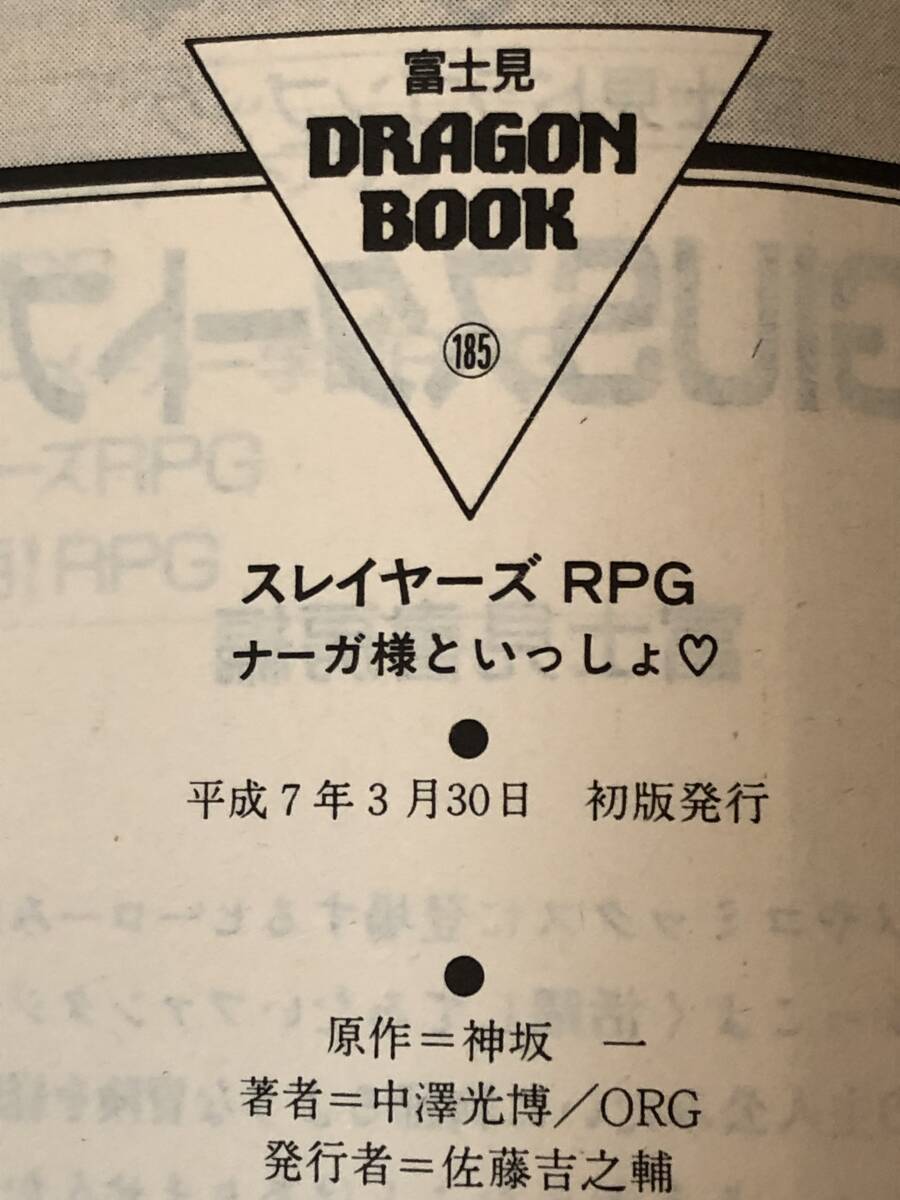 富士見
DRAGON
BOOK
185
スレイヤーズ RPG
ナーガ様といっしょ♡
●
平成7年3月30日 初版発行
●
原作＝神坂 一
著者＝中澤光博／ORG
発行者＝佐藤吉之輔